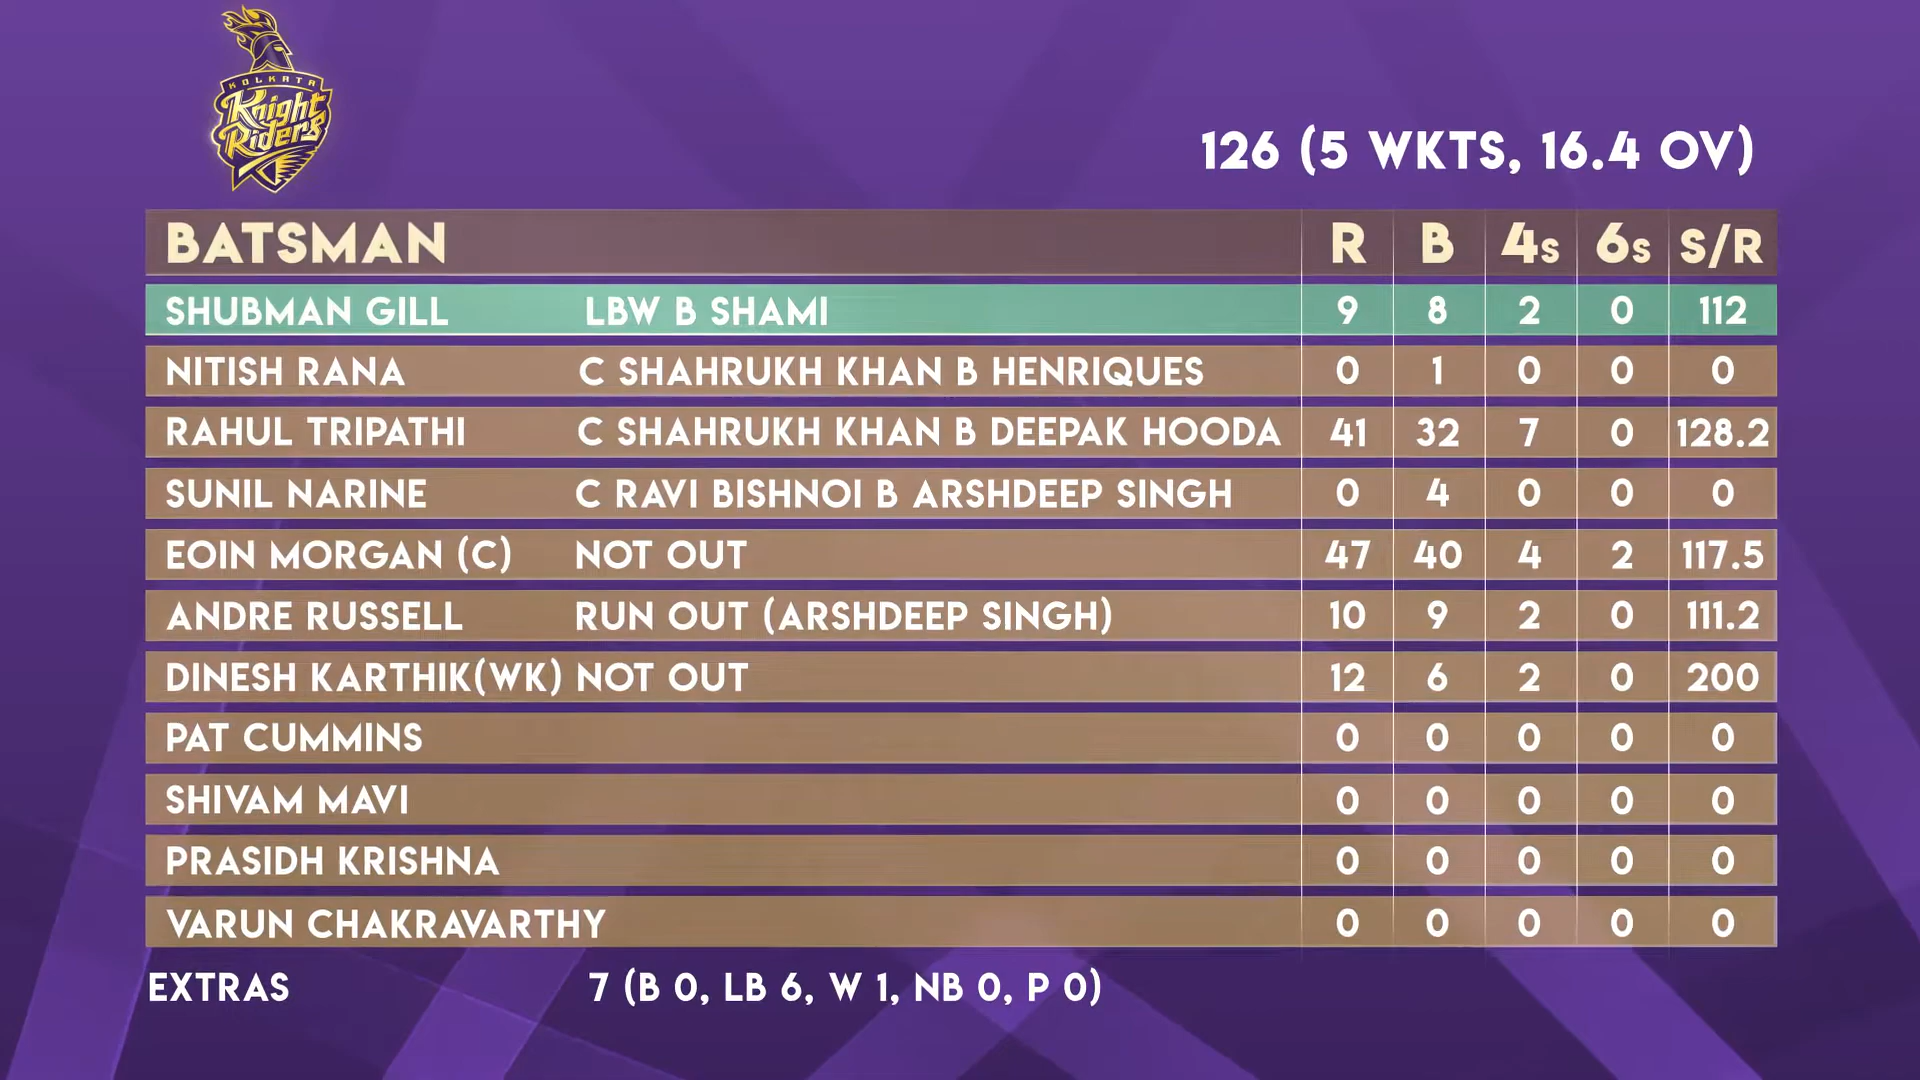 KOLKATA
Knight
Riders
126 (5 WKTS, 16.4 OV)
BATSMAN R B 4s 6s S/R
SHUBMAN GILL LBW B SHAMI 9 8 2 0 112
NITISH RANA C SHAHRUKH KHAN B HENRIQUES 0 1 0 0 0
RAHUL TRIPATHI C SHAHRUKH KHAN B DEEPAK HOODA 41 32 7 0 128.2
SUNIL NARINE C RAVI BISHNOI B ARSHDEEP SINGH 0 4 0 0 0
EOIN MORGAN (C) NOT OUT 47 40 4 2 117.5
ANDRE RUSSELL RUN OUT (ARSHDEEP SINGH) 10 9 2 0 111.2
DINESH KARTHIK(WK) NOT OUT 12 6 2 0 200
PAT CUMMINS 0 0 0 0 0
SHIVAM MAVI 0 0 0 0 0
PRASIDH KRISHNA 0 0 0 0 0
VARUN CHAKRAVARTHY 0 0 0 0 0
EXTRAS 7 (B 0, LB 6, W 1, NB 0, P 0)